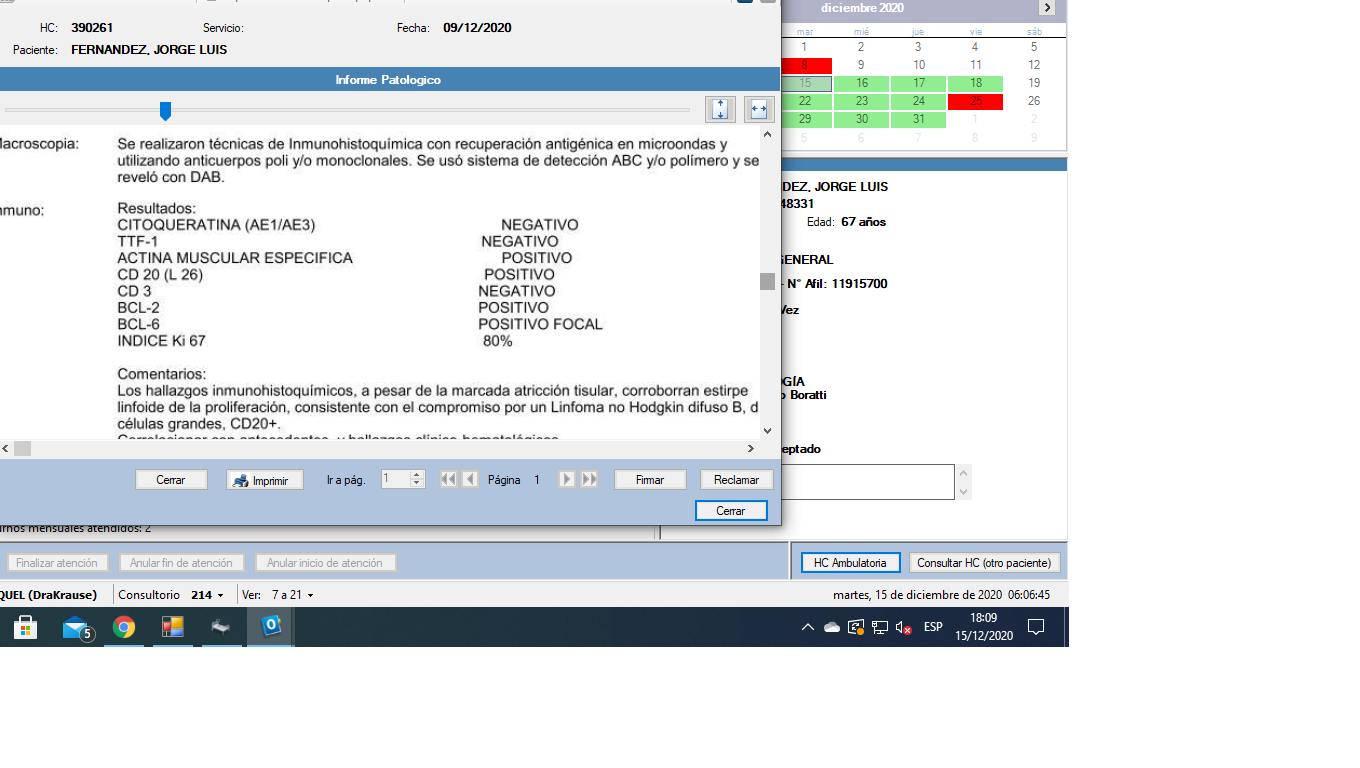 HC: 390261 Servicio: Fecha: 09/12/2020
Paciente: FERNANDEZ, JORGE LUIS
Informe Patologico
Macroscopia: Se realizaron técnicas de Inmunohistoquímica con recuperación antigénica en microondas y
utilizando anticuerpos poli y/o monoclonales. Se usó sistema de detección ABC y/o polímero y se
reveló con DAB.
nmuno: Resultados:
CITOQUERATINA (AE1/AE3) NEGATIVO
TTF-1 NEGATIVO
ACTINA MUSCULAR ESPECIFICA POSITIVO
CD 20 (L 26) POSITIVO
CD 3 NEGATIVO
BCL-2 POSITIVO
BCL-6 POSITIVO FOCAL
INDICE Ki 67 80%
Comentarios:
Los hallazgos inmunohistoquímicos, a pesar de la marcada atricción tisular, corroborran estirpe
linfoide de la proliferación, consistente con el compromiso por un Linfoma no Hodgkin difuso B, d
células grandes, CD20+.
Correlacionar con antecedentes y hallazgos clínico-hematológicos
Cerrar Imprimir Ir a pág. 1 Página 1 Firmar Reclamar
Cerrar
diciembre 2020
mar mié jue vie sáb
1 2 3 4 5
8 9 10 11 12
15 16 17 18 19
22 23 24 25 26
29 30 31 1 2
5 6 7 8 9
DEZ, JORGE LUIS
48331
Edad: 67 años
GENERAL
- N° Afil: 11915700
Vez
GÍA
o Boratti
eptado
rnos mensuales atendidos: 2
Finalizar atención Anular fin de atención Anular inicio de atención HC Ambulatoria Consultar HC (otro paciente)
QUEL (DraKrause) Consultorio 214 Ver: 7 a 21 martes, 15 de diciembre de 2020 06:06:45
5 ESP 18:09
15/12/2020